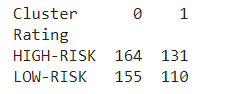 Cluster 0 1
Rating
HIGH-RISK 164 131
LOW-RISK 155 110